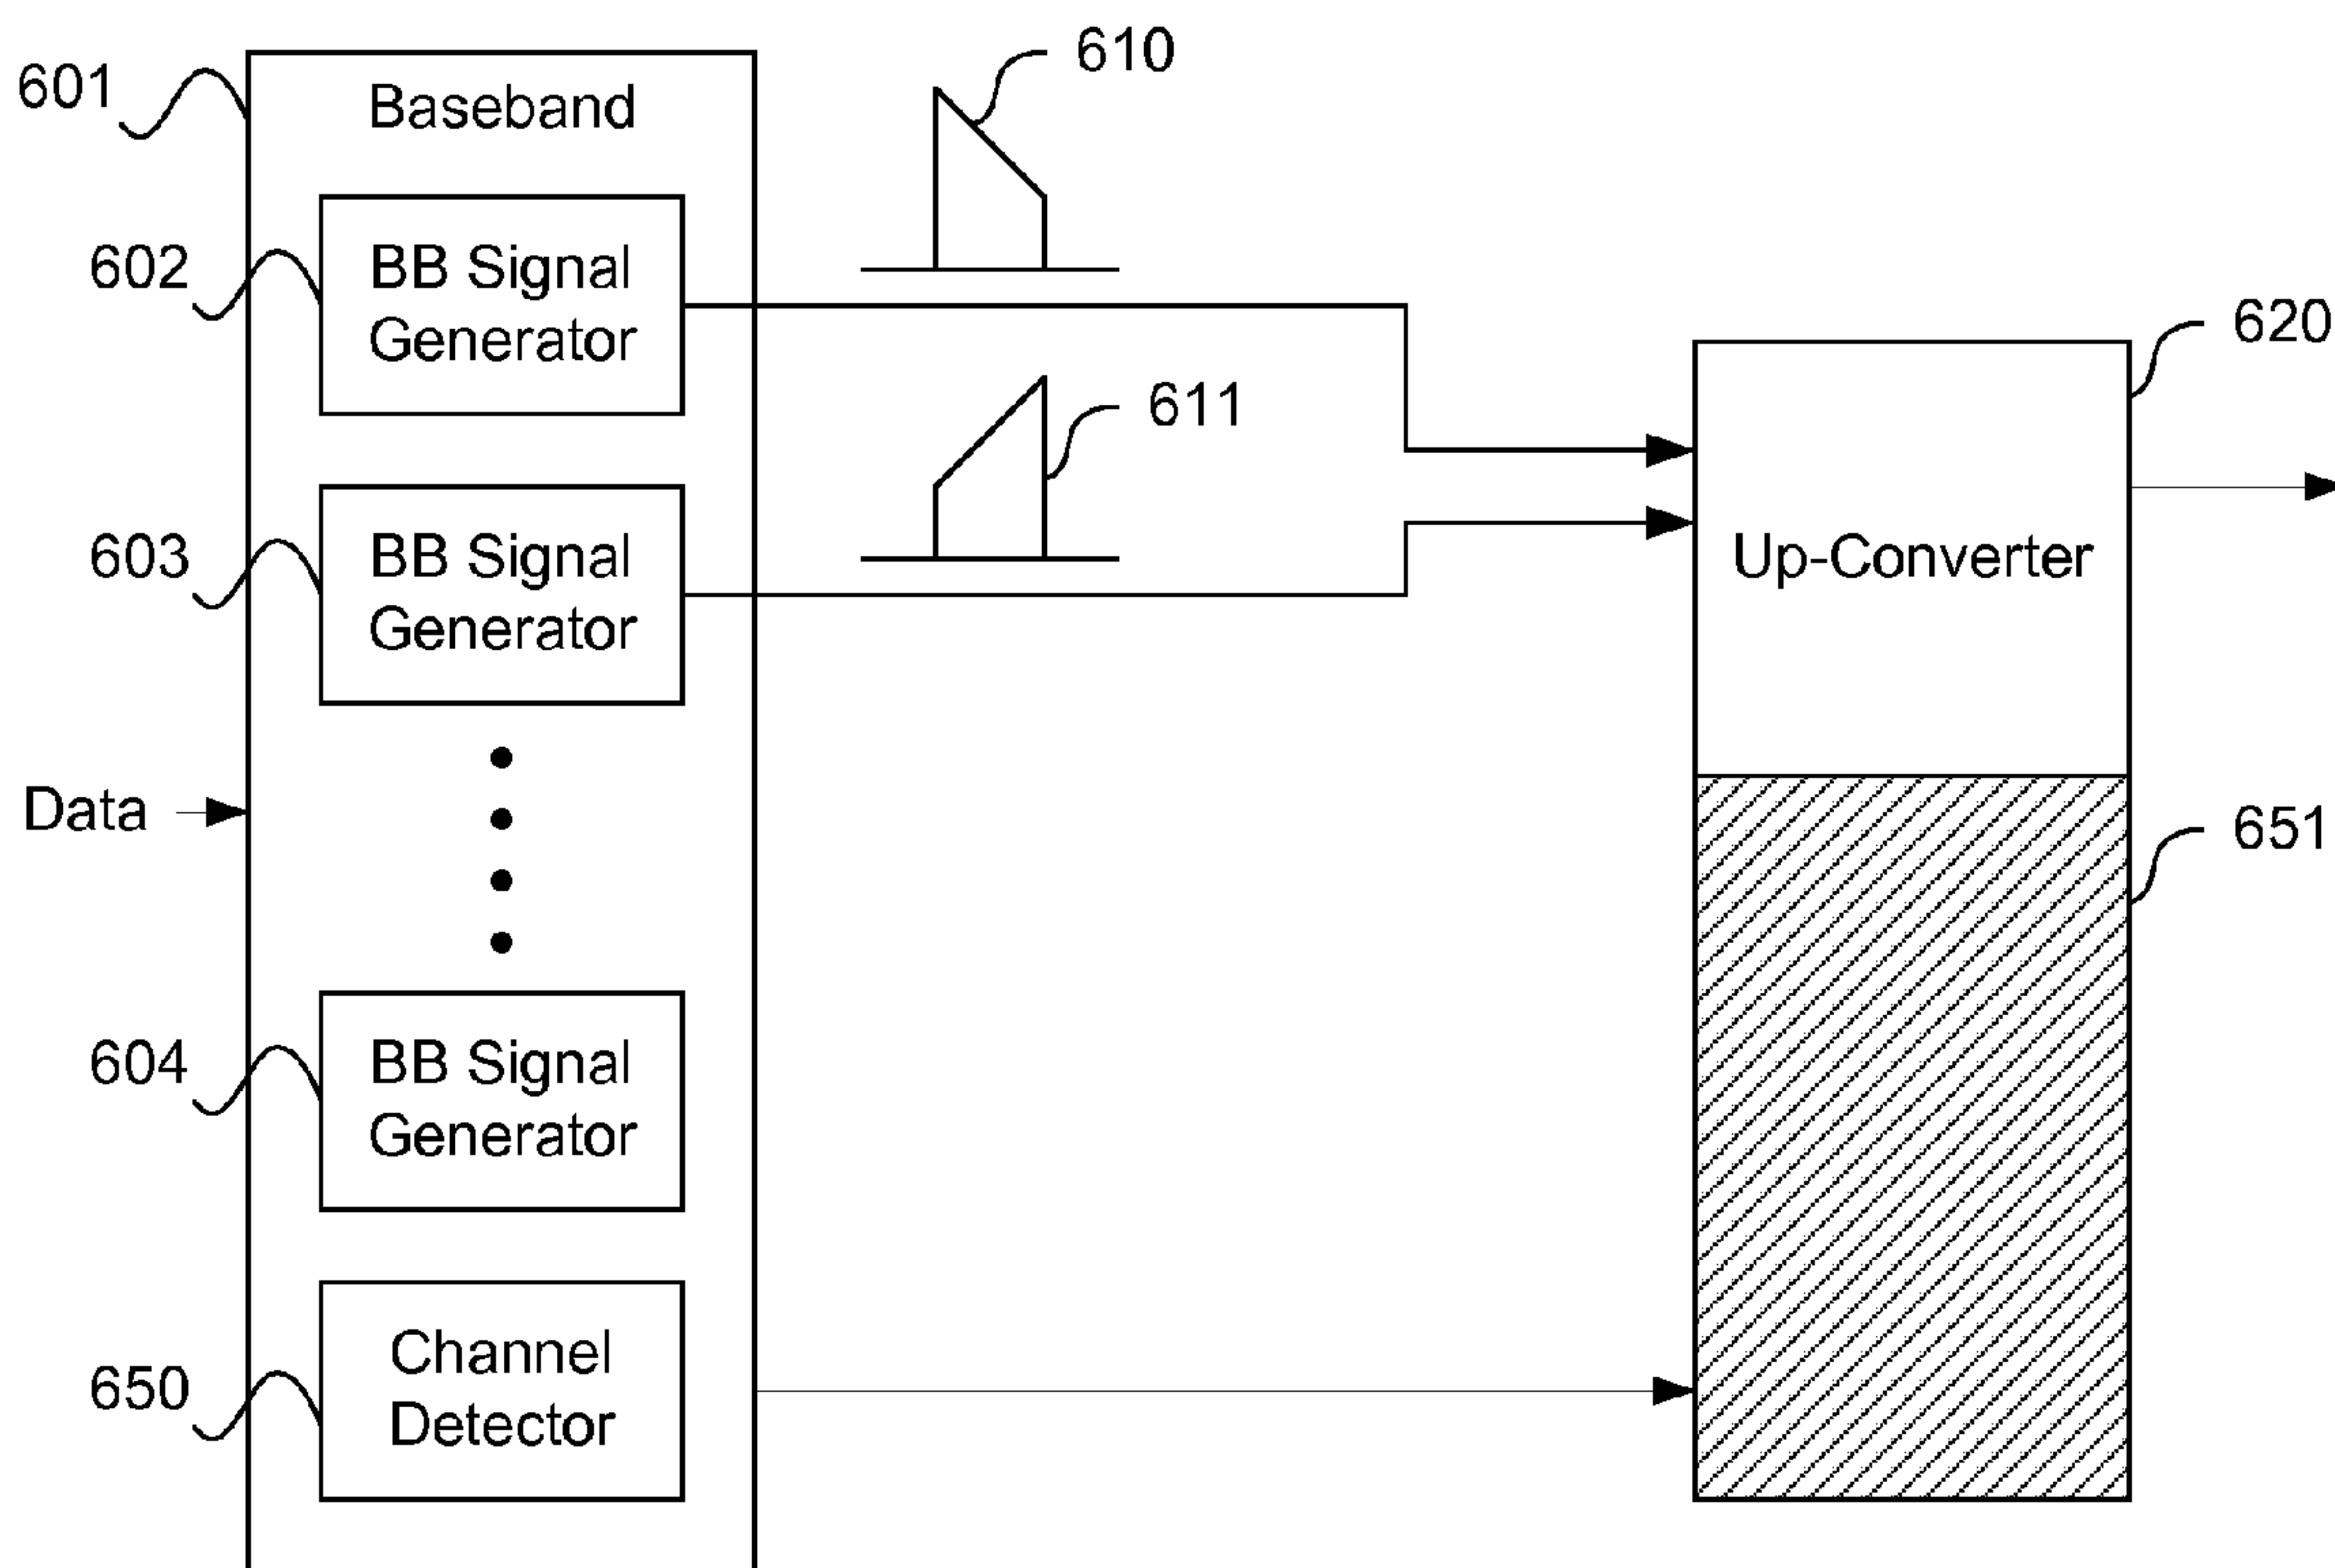 610
601
Baseband
602
BB Signal
Generator
620
611
603
BB Signal
Generator
Up-Converter
Data
651
604
BB Signal
Generator
650
Channel
Detector